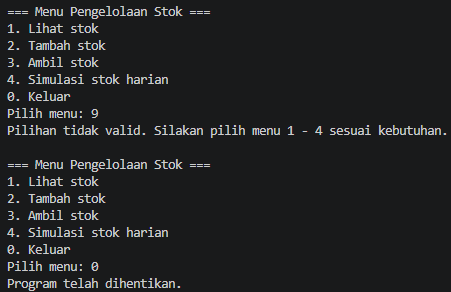 === Menu Pengelolaan Stok ===
1. Lihat stok
2. Tambah stok
3. Ambil stok
4. Simulasi stok harian
0. Keluar
Pilih menu: 9
Pilihan tidak valid. Silakan pilih menu 1 - 4 sesuai kebutuhan.

=== Menu Pengelolaan Stok ===
1. Lihat stok
2. Tambah stok
3. Ambil stok
4. Simulasi stok harian
0. Keluar
Pilih menu: 0
Program telah dihentikan.